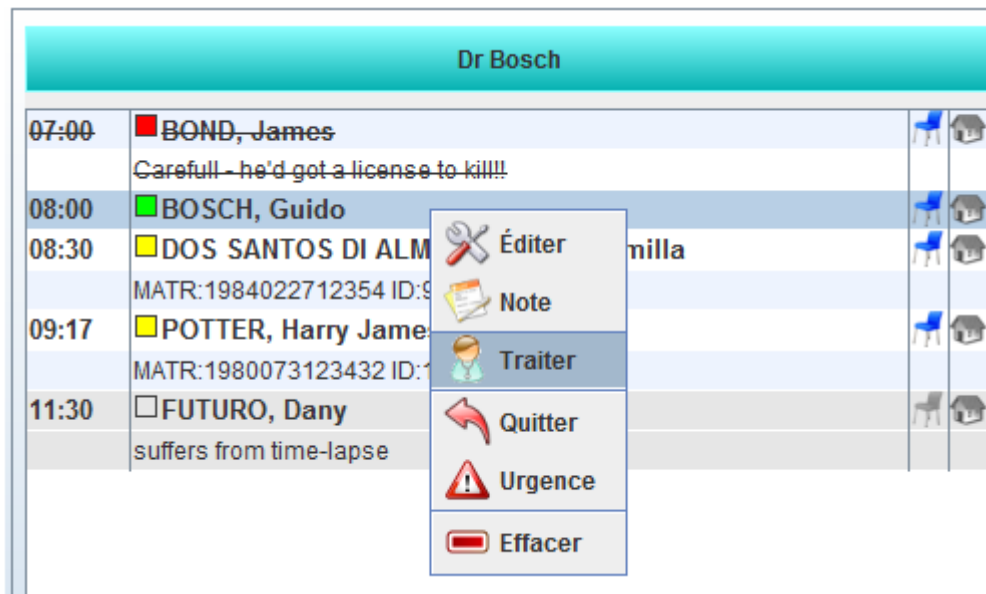 Dr Bosch
07:00 BOND, James
Carefull - he'd got a license to kill!!
08:00 BOSCH, Guido
08:30 DOS SANTOS DI ALM milla
MATR:1984022712354 ID:9
09:17 POTTER, Harry James
MATR:1980073123432 ID:1
11:30 FUTURO, Dany
suffers from time-lapse
Éditer
Note
Traiter
Quitter
Urgence
Effacer